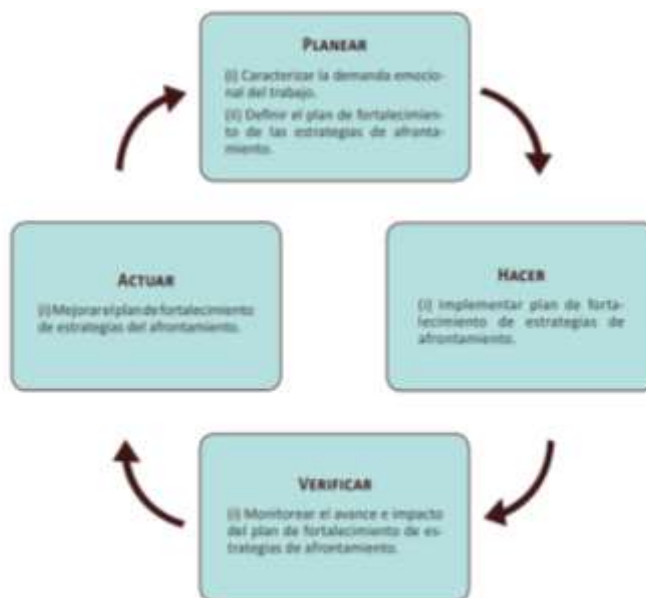 PLANEAR
(i) Caracterizar la demanda emocio-
nal del trabajo.
(ii) Definir el plan de fortalecimien-
to de las estrategias de afronta-
miento.
ACTUAR
(i) Mejorar el plan de fortalecimiento
de estrategias del afrontamiento.
HACER
(i) Implementar plan de forta-
lecimiento de estrategias de
afrontamiento.
VERIFICAR
(i) Monitorear el avance e impacto
del plan de fortalecimiento de es-
trategias de afrontamiento.